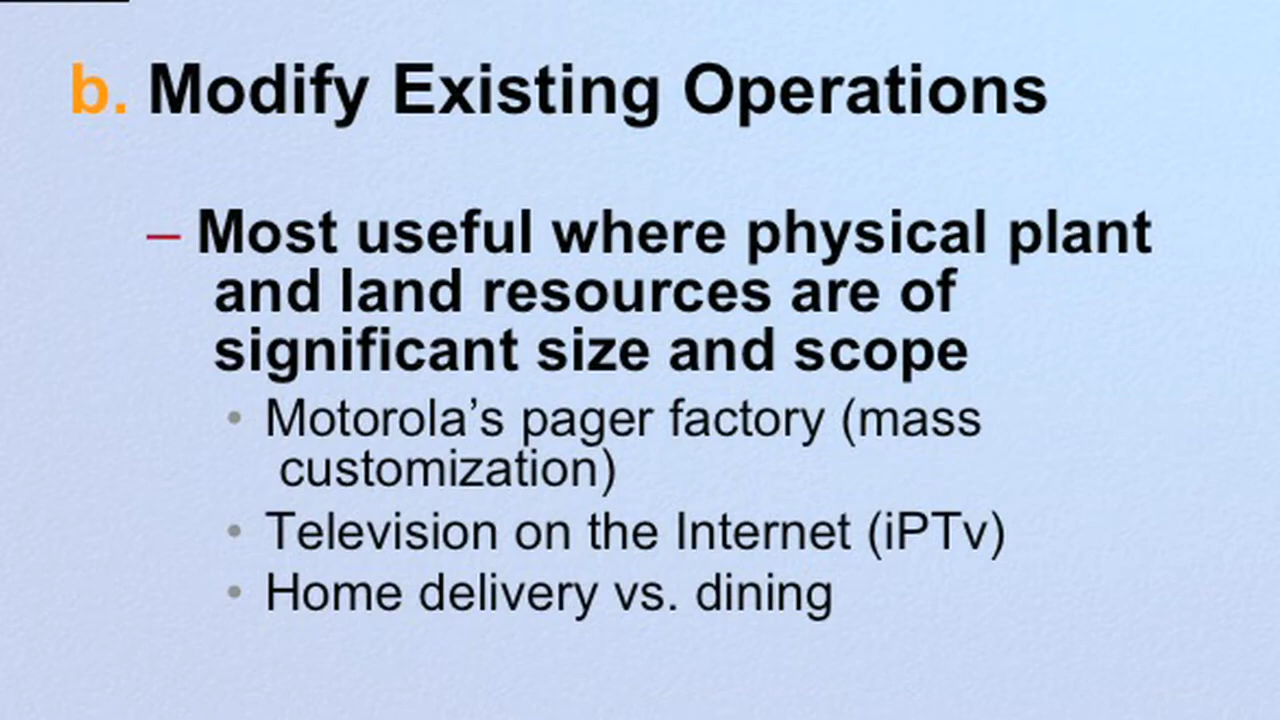 b. Modify Existing Operations
– Most useful where physical plant
and land resources are of
significant size and scope
• Motorola’s pager factory (mass
customization)
• Television on the Internet (iPTv)
• Home delivery vs. dining